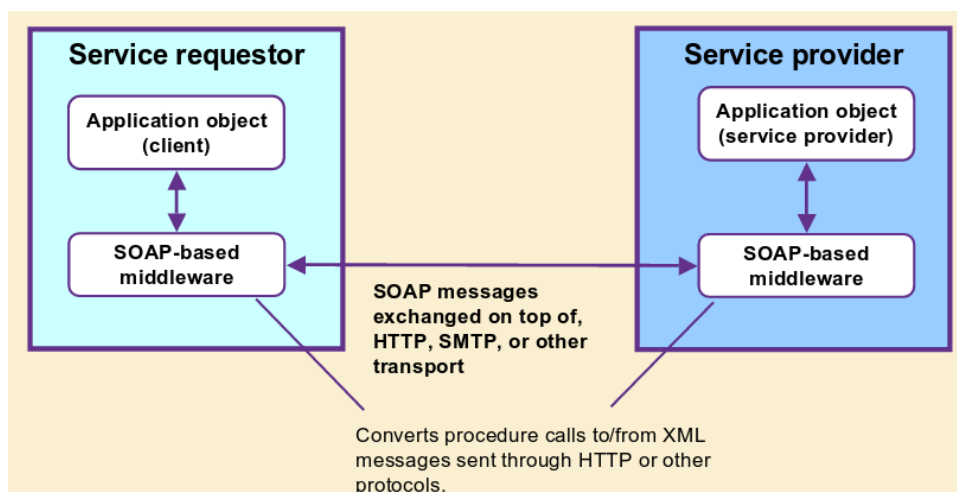 Service requestor
Application object
(client)
SOAP-based
middleware
Service provider
Application object
(service provider)
SOAP-based
middleware
SOAP messages
exchanged on top of,
HTTP, SMTP, or other
transport
Converts procedure calls to/from XML
messages sent through HTTP or other
protocols.